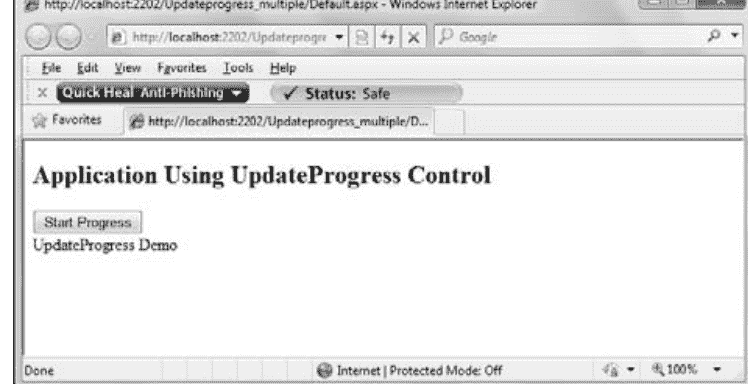 http://localhost:2202/Updateprogress_multiple/Default.aspx - Windows Internet Explorer
http://localhost:2202/Updateprogre
Google
File Edit View Favorites Tools Help
Quick Heal Anti-Phishing Status: Safe
Favorites http://localhost:2202/Updateprogress_multiple/D...
Application Using UpdateProgress Control
Start Progress
UpdateProgress Demo
Done Internet | Protected Mode: Off 100%